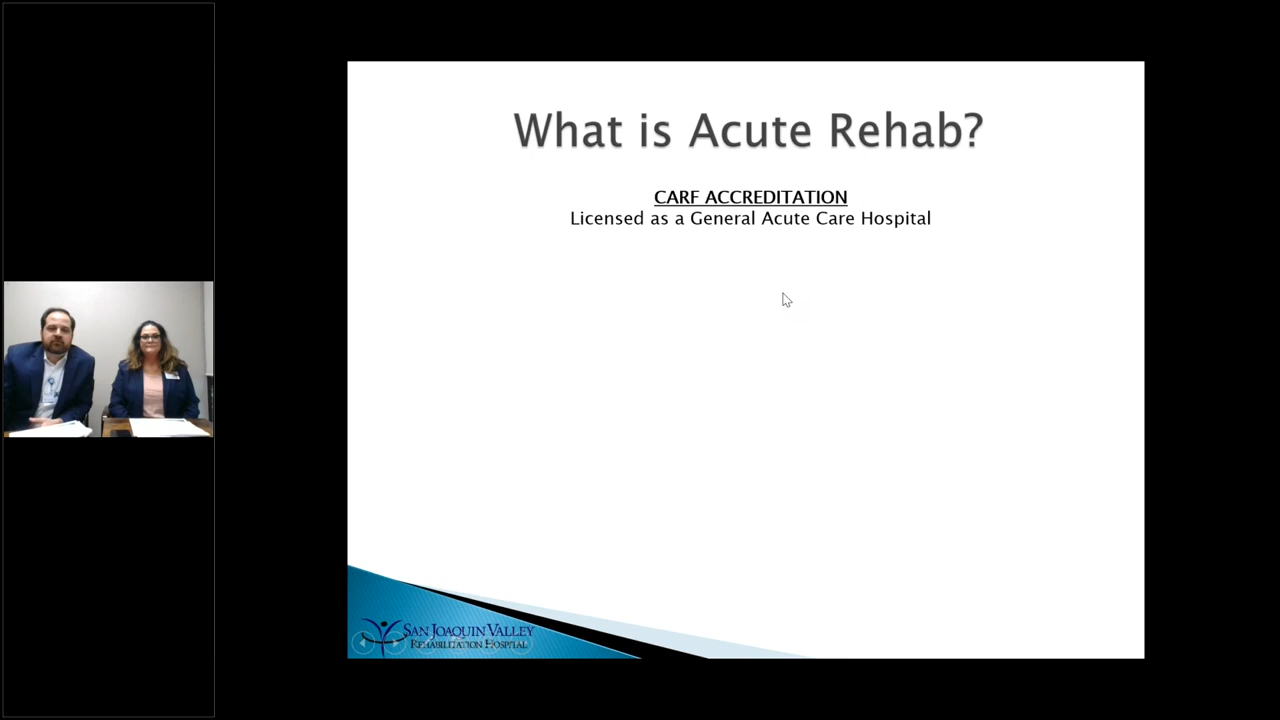 What is Acute Rehab?
CARF ACCREDITATION
Licensed as a General Acute Care Hospital
SAN JOAQUIN VALLEY
REHABILITATION HOSPITAL